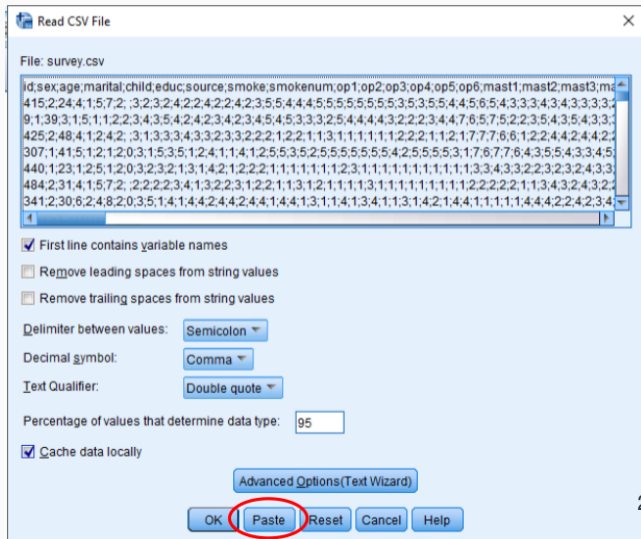 Read CSV File
File: survey.csv
id;sex;age;marital;child;educ;source;smoke;smokenum;op1;op2;op3;op4;op5;op6;mast1;mast2;mast3;ma
415;2;24;4;1;5;7;2; ;3;2;3;2;4;2;2;4;2;2;4;2;3;5;5;4;4;4;5;5;5;5;5;5;5;3;5;3;5;5;4;4;5;6;5;4;3;3;3;4;3;4;3;3;3;3;2
9;1;39;3;1;5;1;1;2;2;3;4;3;5;4;2;4;2;3;4;2;3;4;5;4;5;3;3;3;2;5;4;4;4;4;3;2;2;2;3;4;4;7;6;5;7;5;2;2;3;5;4;3;5;4;3;3;
425;2;48;4;1;2;4;2; ;3;1;3;3;3;4;3;3;2;3;3;2;2;2;1;2;2;1;1;3;1;1;1;1;1;1;2;2;2;1;1;2;1;7;7;7;6;6;1;2;2;4;4;2;4;4;2;
307;1;41;5;1;2;1;2;0;3;1;5;3;5;1;2;4;1;1;4;1;2;5;5;3;5;2;5;5;5;5;5;5;4;2;5;5;5;5;3;1;7;6;7;7;6;4;3;5;5;4;3;3;4;5;
440;1;23;1;2;5;1;2;0;3;2;3;2;1;3;1;4;2;1;2;2;2;1;1;1;1;1;1;1;2;3;1;1;1;1;1;1;1;1;1;1;1;3;3;4;3;3;2;2;3;2;3;2;4;3;3;
484;2;31;4;1;5;7;2; ;2;2;2;2;3;4;1;3;2;2;3;1;2;2;1;1;3;1;2;1;1;1;1;3;1;1;1;1;1;1;1;1;1;2;2;2;2;2;1;1;3;4;3;2;4;3;2;
341;2;30;6;2;4;8;2;0;3;5;1;4;1;4;4;2;4;4;2;4;4;1;4;4;1;3;1;1;4;1;3;4;1;1;3;1;4;2;1;4;4;1;1;1;1;1;4;4;4;2;2;4;2;3;4
First line contains variable names
Remove leading spaces from string values
Remove trailing spaces from string values
Delimiter between values: Semicolon
Decimal symbol: Comma
Text Qualifier: Double quote
Percentage of values that determine data type: 95
Cache data locally
Advanced Options(Text Wizard)
OK Paste Reset Cancel Help
2